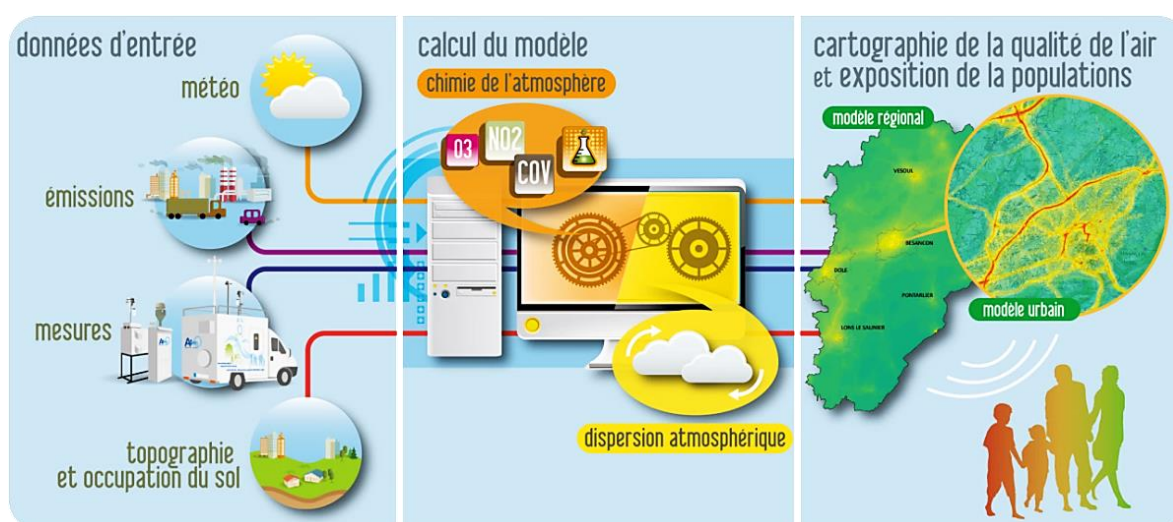 données d'entrée
météo
émissions
mesures
topographie
et occupation du sol
calcul du modèle
chimie de l'atmosphère
O3
NO2
COV
dispersion atmosphérique
cartographie de la qualité de l'air
et exposition de la populations
modèle régional
VESOUL
BESANCON
DOLE
PONTARLIER
LONS LE SAUNIER
modèle urbain